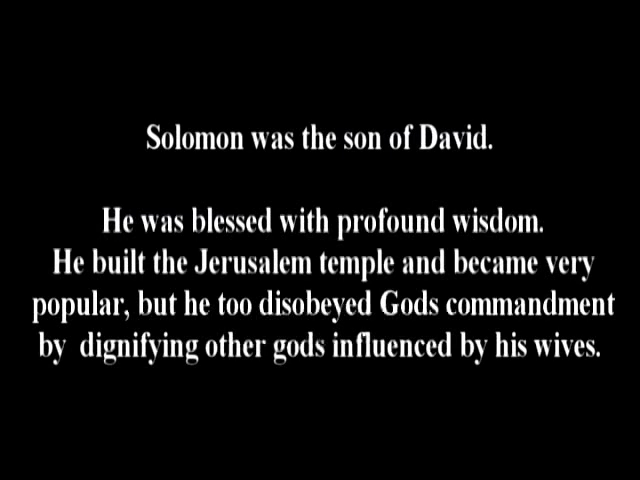 Solomon was the son of David.
He was blessed with profound wisdom.
He built the Jerusalem temple and became very
popular, but he too disobeyed Gods commandment
by  dignifying other gods influenced by his wives.